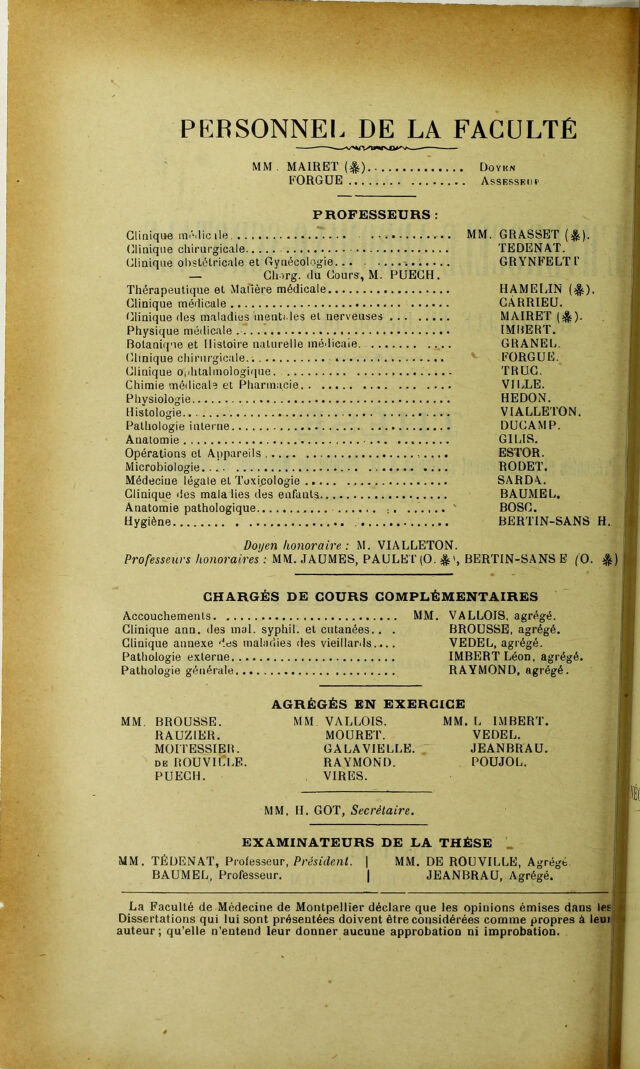 PERSONNEL DE LA FACULTÉ
MM. MAIRET (✻) .............. DOYEN
FORGUE .................. ASSESSEUR
PROFESSEURS :
Clinique médicale .......... MM. GRASSET (✻).
Clinique chirurgicale .......... TEDENAT.
Clinique obstétricale et Gynécologie ... .......... GRYNFELTT
— Charg. du Cours, M. PUECH.
Thérapeutique et Matière médicale .......... HAMELIN (✻).
Clinique médicale .......... CARRIEU.
Clinique des maladies mentales et nerveuses .......... MAIRET (✻).
Physique médicale .......... IMBERT.
Botanique et Histoire naturelle médicale .......... GRANEL.
Clinique chirurgicale .......... FORGUE.
Clinique ophtalmologique .......... TRUC.
Chimie médicale et Pharmacie .......... VILLE.
Physiologie .......... HEDON.
Histologie .......... VIALLETON.
Pathologie interne .......... DUCAMP.
Anatomie .......... GILIS.
Opérations et Appareils .......... ESTOR.
Microbiologie .......... RODET.
Médecine légale et Toxicologie .......... SARDA.
Clinique des maladies des enfants .......... BAUMEL.
Anatomie pathologique .......... BOSC.
Hygiène .......... BERTIN-SANS H.
Doyen honoraire : M. VIALLETON.
Professeurs honoraires : MM. JAUMES, PAULET (O. ✻), BERTIN-SANS E (O. ✻)
CHARGÉS DE COURS COMPLÉMENTAIRES
Accouchements .......... MM. VALLOIS, agrégé.
Clinique ann. des mal. syphil. et cutanées .. . BROUSSE, agrégé.
Clinique annexe des maladies des vieillards .... VEDEL, agrégé.
Pathologie externe .......... IMBERT Léon, agrégé.
Pathologie générale .......... RAYMOND, agrégé.
AGRÉGÉS EN EXERCICE
MM. BROUSSE. MM. VALLOIS. MM. L. IMBERT.
RAUZIER. MOURET. VEDEL.
MOITESSIER. GALAVIELLE. JEANBRAU.
DE ROUVILLE. RAYMOND. POUJOL.
PUECH. VIRES.
MM. H. GOT, Secrétaire.
EXAMINATEURS DE LA THÈSE
MM. TÉDENAT, Professeur, Président. | MM. DE ROUVILLE, Agrégé
BAUMEL, Professeur. | JEANBRAU, Agrégé.
La Faculté de Médecine de Montpellier déclare que les opinions émises dans les
Dissertations qui lui sont présentées doivent être considérées comme propres à leur
auteur ; qu'elle n'entend leur donner aucune approbation ni improbation.